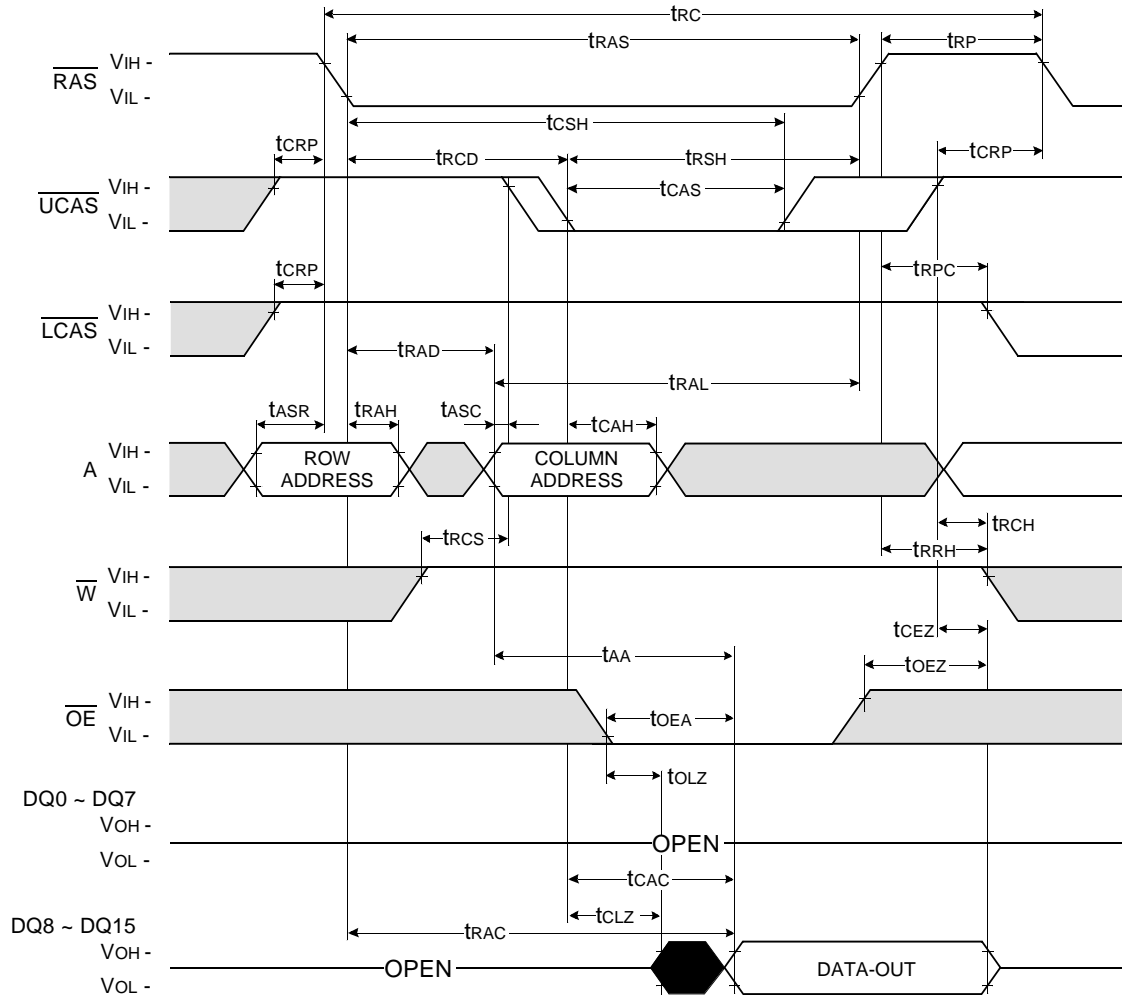 tRC
tRAS
tRP
RAS
VIH -
VIL -
tCSH
tCRP
tRCD
tRSH
tCRP
tCAS
UCAS
VIH -
VIL -
tCRP
tRPC
LCAS
VIH -
VIL -
tRAD
tRAL
tASR
tRAH
tASC
tCAH
A
VIH -
VIL -
ROW
ADDRESS
COLUMN
ADDRESS
tRCS
tRCH
tRRH
W
VIH -
VIL -
tCEZ
tAA
tOEZ
OE
VIH -
VIL -
tOEA
tOLZ
DQ0 ~ DQ7
VOH -
VOL -
OPEN
tCAC
tCLZ
tRAC
DQ8 ~ DQ15
VOH -
VOL -
OPEN
DATA-OUT